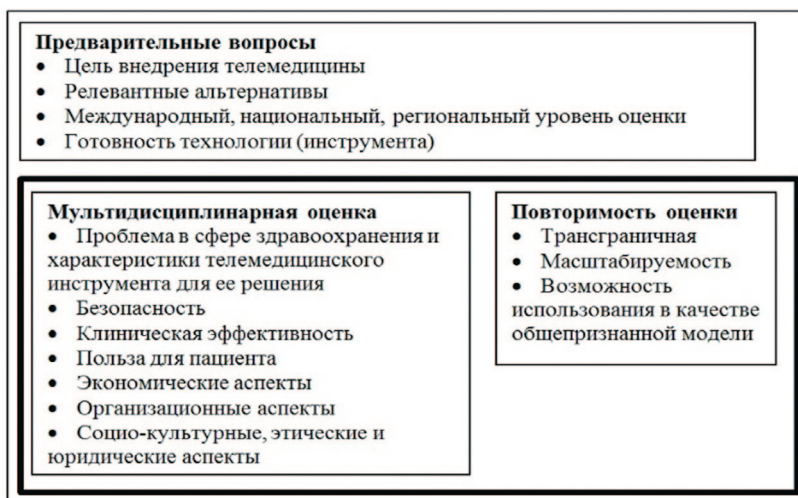 Предварительные вопросы
• Цель внедрения телемедицины
• Релевантные альтернативы
• Международный, национальный, региональный уровень оценки
• Готовность технологии (инструмента)
Мультидисциплинарная оценка
• Проблема в сфере здравоохранения и
характеристики телемедицинского
инструмента для ее решения
• Безопасность
• Клиническая эффективность
• Польза для пациента
• Экономические аспекты
• Организационные аспекты
• Социо-культурные, этические и
юридические аспекты
Повторимость оценки
• Трансграничная
• Масштабируемость
• Возможность
использования в качестве
общепризнанной модели